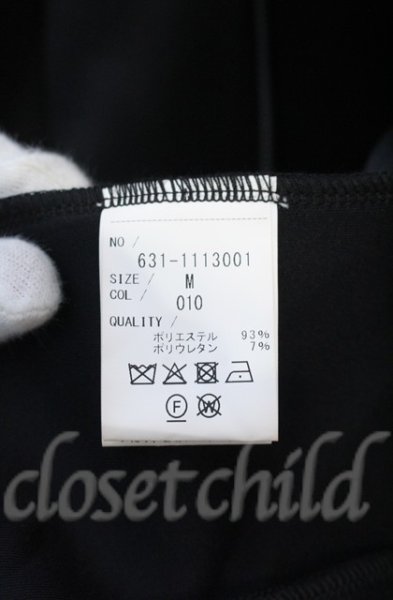 NO /
631-1113001
SIZE / M
COL / 010
QUALITY /
ポリエステル 93%
ポリウレタン 7%
F W
closet child